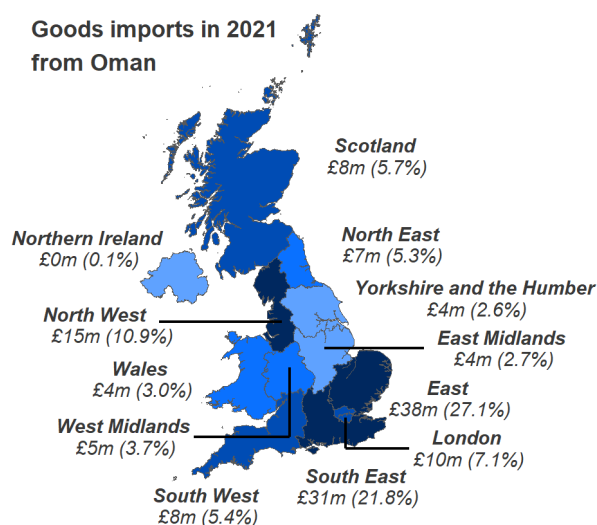 Goods imports in 2021
from Oman
Scotland
£8m (5.7%)
Northern Ireland
£0m (0.1%)
North East
£7m (5.3%)
Yorkshire and the Humber
£4m (2.6%)
North West
£15m (10.9%)
East Midlands
£4m (2.7%)
Wales
£4m (3.0%)
East
£38m (27.1%)
West Midlands
£5m (3.7%)
London
£10m (7.1%)
South East
£31m (21.8%)
South West
£8m (5.4%)